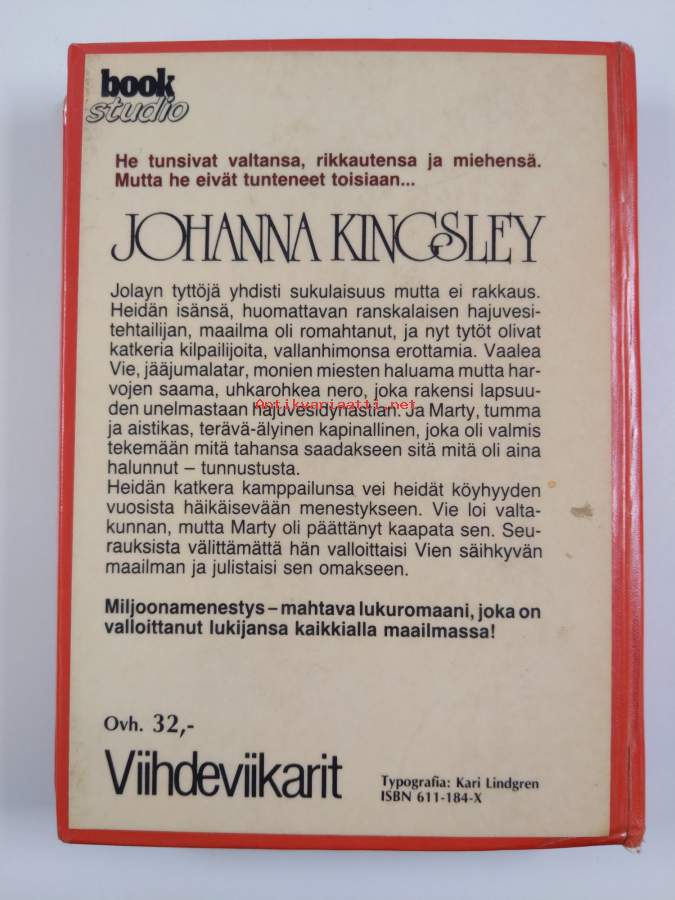 book
studio
He tunsivat valtansa, rikkautensa ja miehensä.
Mutta he eivät tunteneet toisiaan...
JOHANNA KINGSLEY
Jolayn tyttöjä yhdisti sukulaisuus mutta ei rakkaus.
Heidän isänsä, huomattavan ranskalaisen hajuvesi-
tehtailijan, maailma oli romahtanut, ja nyt tytöt olivat
katkeria kilpailijoita, vallanhimonsa erottamia. Vaalea
Vie, jääjumalatar, monien miesten haluama mutta har-
vojen saama, uhkarohkea nero, joka rakensi lapsuu-
den unelmastaan hajuvesidynastian. Ja Marty, tumma
Antikvariaatti.net
ja aistikas, terävä-älyinen kapinallinen, joka oli valmis
tekemään mitä tahansa saadakseen sitä mitä oli aina
halunnut – tunnustusta.
Heidän katkera kamppailunsa vei heidät köyhyyden
vuosista häikäisevään menestykseen. Vie loi valta-
kunnan, mutta Marty oli päättänyt kaapata sen. Seu-
rauksista välittämättä hän valloittaisi Vien säihkyvän
maailman ja julistaisi sen omakseen.
Miljoonamenestys – mahtava lukuromaani, joka on
valloittanut lukijansa kaikkialla maailmassa!
Ovh. 32,-
Viihdeviikarit
Typografia: Kari Lindgren
ISBN 611-184-X